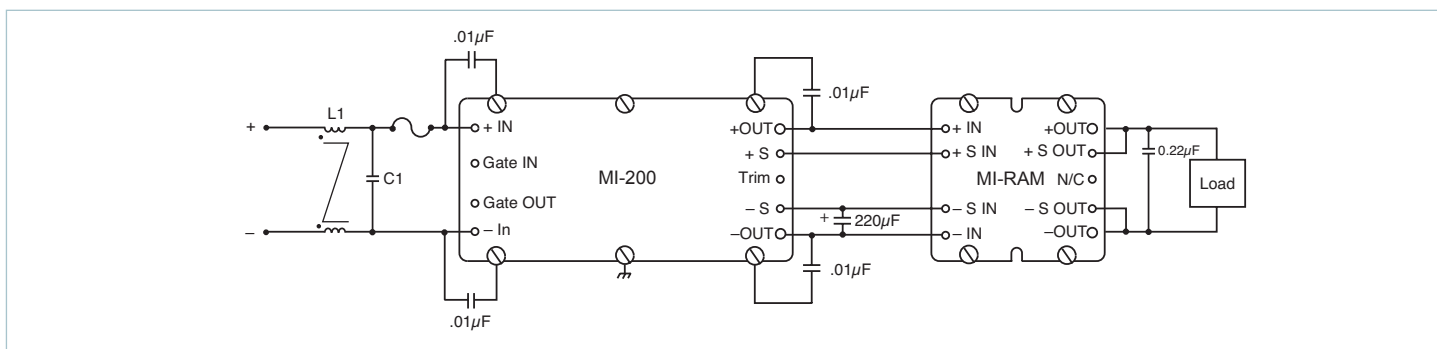 .01µF
.01µF
L1
+
+ IN
+OUT
+ IN
+OUT
+ S
+ S IN
+ S OUT
0.22µF
Gate IN
C1
MI-200
Trim
MI-RAM
N/C
Load
Gate OUT
– S
+
220µF
– S IN
– S OUT
–
– In
–OUT
– IN
–OUT
.01µF
.01µF